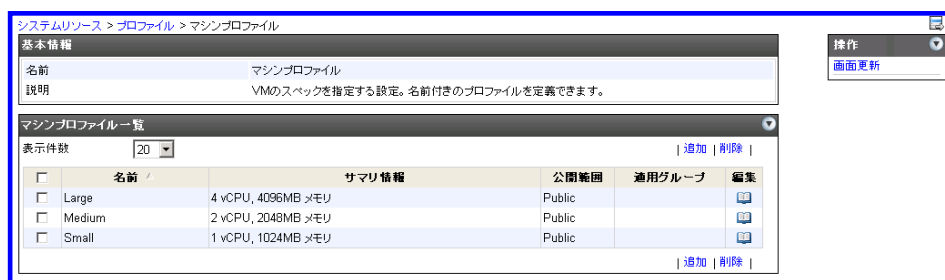 システムリソース > プロファイル > マシンプロファイル
基本情報
名前 マシンプロファイル
説明 VMのスペックを指定する設定。名前付きのプロファイルを定義できます。
マシンプロファイル一覧
表示件数 20 | 追加 | 削除 |
名前 サマリ情報 公開範囲 適用グループ 編集
Large 4 vCPU, 4096MB メモリ Public
Medium 2 vCPU, 2048MB メモリ Public
Small 1 vCPU, 1024MB メモリ Public
| 追加 | 削除 |
操作
画面更新